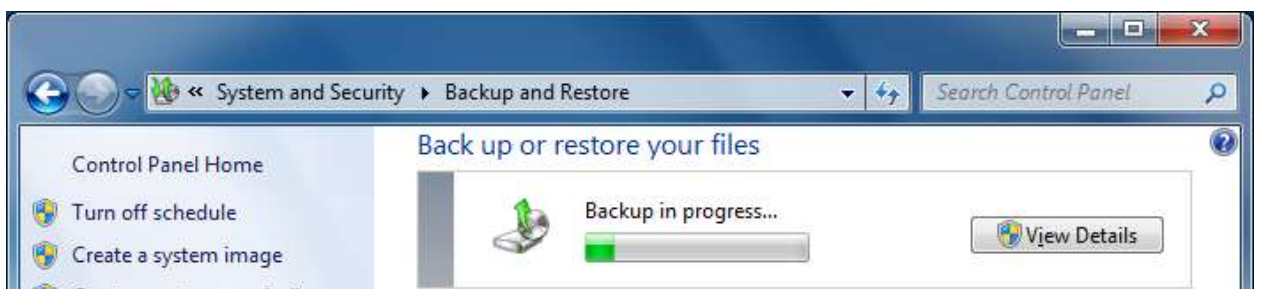 « System and Security ▸ Backup and Restore
Search Control Panel
Control Panel Home
Turn off schedule
Create a system image
Back up or restore your files
Backup in progress...
View Details